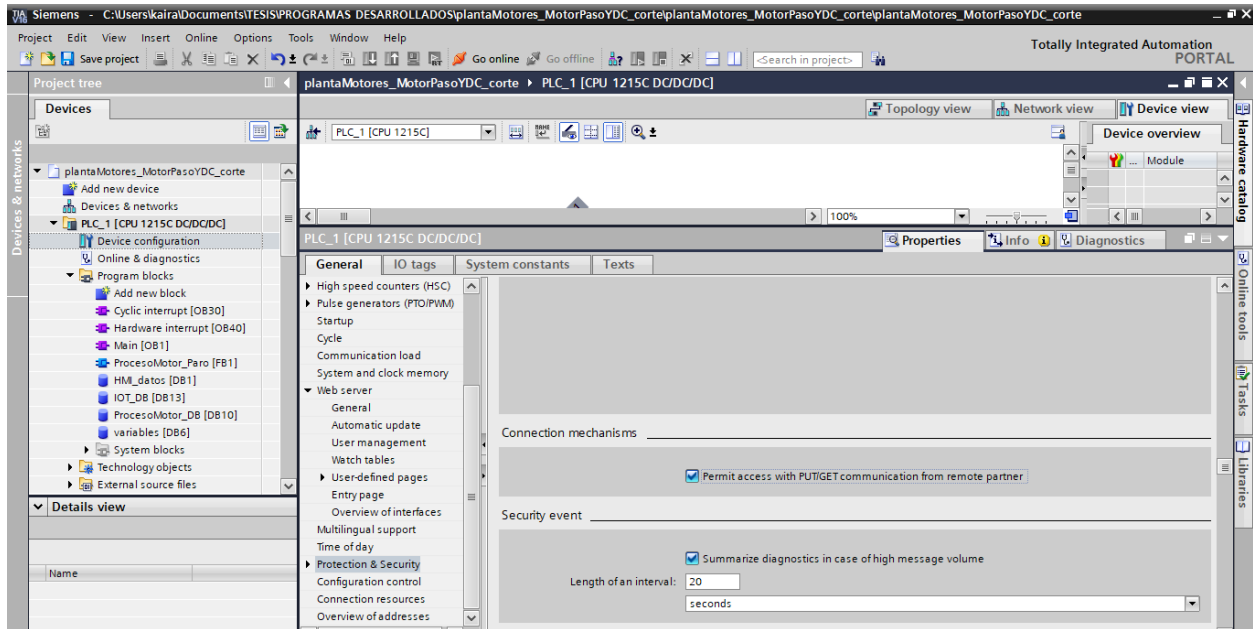 Siemens - C:\Users\kaira\Documents\TESIS\PROGRAMAS DESARROLLADOS\plantaMotores_MotorPasoYDC_corte\plantaMotores_MotorPasoYDC_corte\plantaMotores_MotorPasoYDC_corte
Project Edit View Insert Online Options Tools Window Help
Totally Integrated Automation
PORTAL
Save project Go online Go offline <Search in project>
Project tree
plantaMotores_MotorPasoYDC_corte PLC_1 [CPU 1215C DC/DC/DC]
Devices
Topology view Network view Device view
PLC_1 [CPU 1215C]
Device overview
... Module
Devices & networks
plantaMotores_MotorPasoYDC_corte
Add new device
Devices & networks
PLC_1 [CPU 1215C DC/DC/DC]
Device configuration
Online & diagnostics
Program blocks
Add new block
Cyclic interrupt [OB30]
Hardware interrupt [OB40]
Main [OB1]
ProcesoMotor_Paro [FB1]
HMI_datos [DB1]
IOT_DB [DB13]
ProcesoMotor_DB [DB10]
variables [DB6]
System blocks
Technology objects
External source files
Details view
Name
100%
PLC_1 [CPU 1215C DC/DC/DC]
Properties Info Diagnostics
General IO tags System constants Texts
High speed counters (HSC)
Pulse generators (PTO/PWM)
Startup
Cycle
Communication load
System and clock memory
Web server
General
Automatic update
User management
Watch tables
User-defined pages
Entry page
Overview of interfaces
Multilingual support
Time of day
Protection & Security
Configuration control
Connection resources
Overview of addresses
Connection mechanisms
Permit access with PUT/GET communication from remote partner
Security event
Summarize diagnostics in case of high message volume
Length of an interval: 20
seconds
Hardware catalog
Online tools
Tasks
Libraries